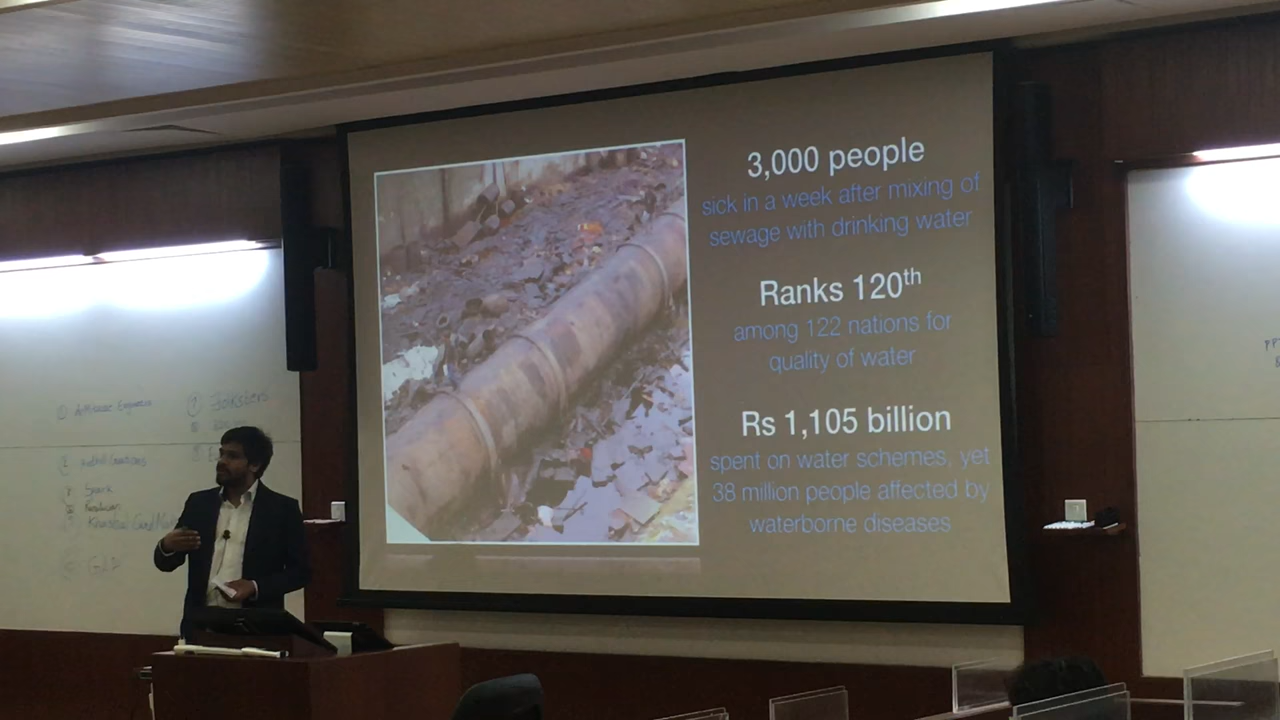 3,000 people
sick in a week after mixing of
sewage with drinking water
Ranks 120th
among 122 nations for
quality of water
Rs 1,105 billion
spent on water schemes, yet
38 million people affected by
waterborne diseases